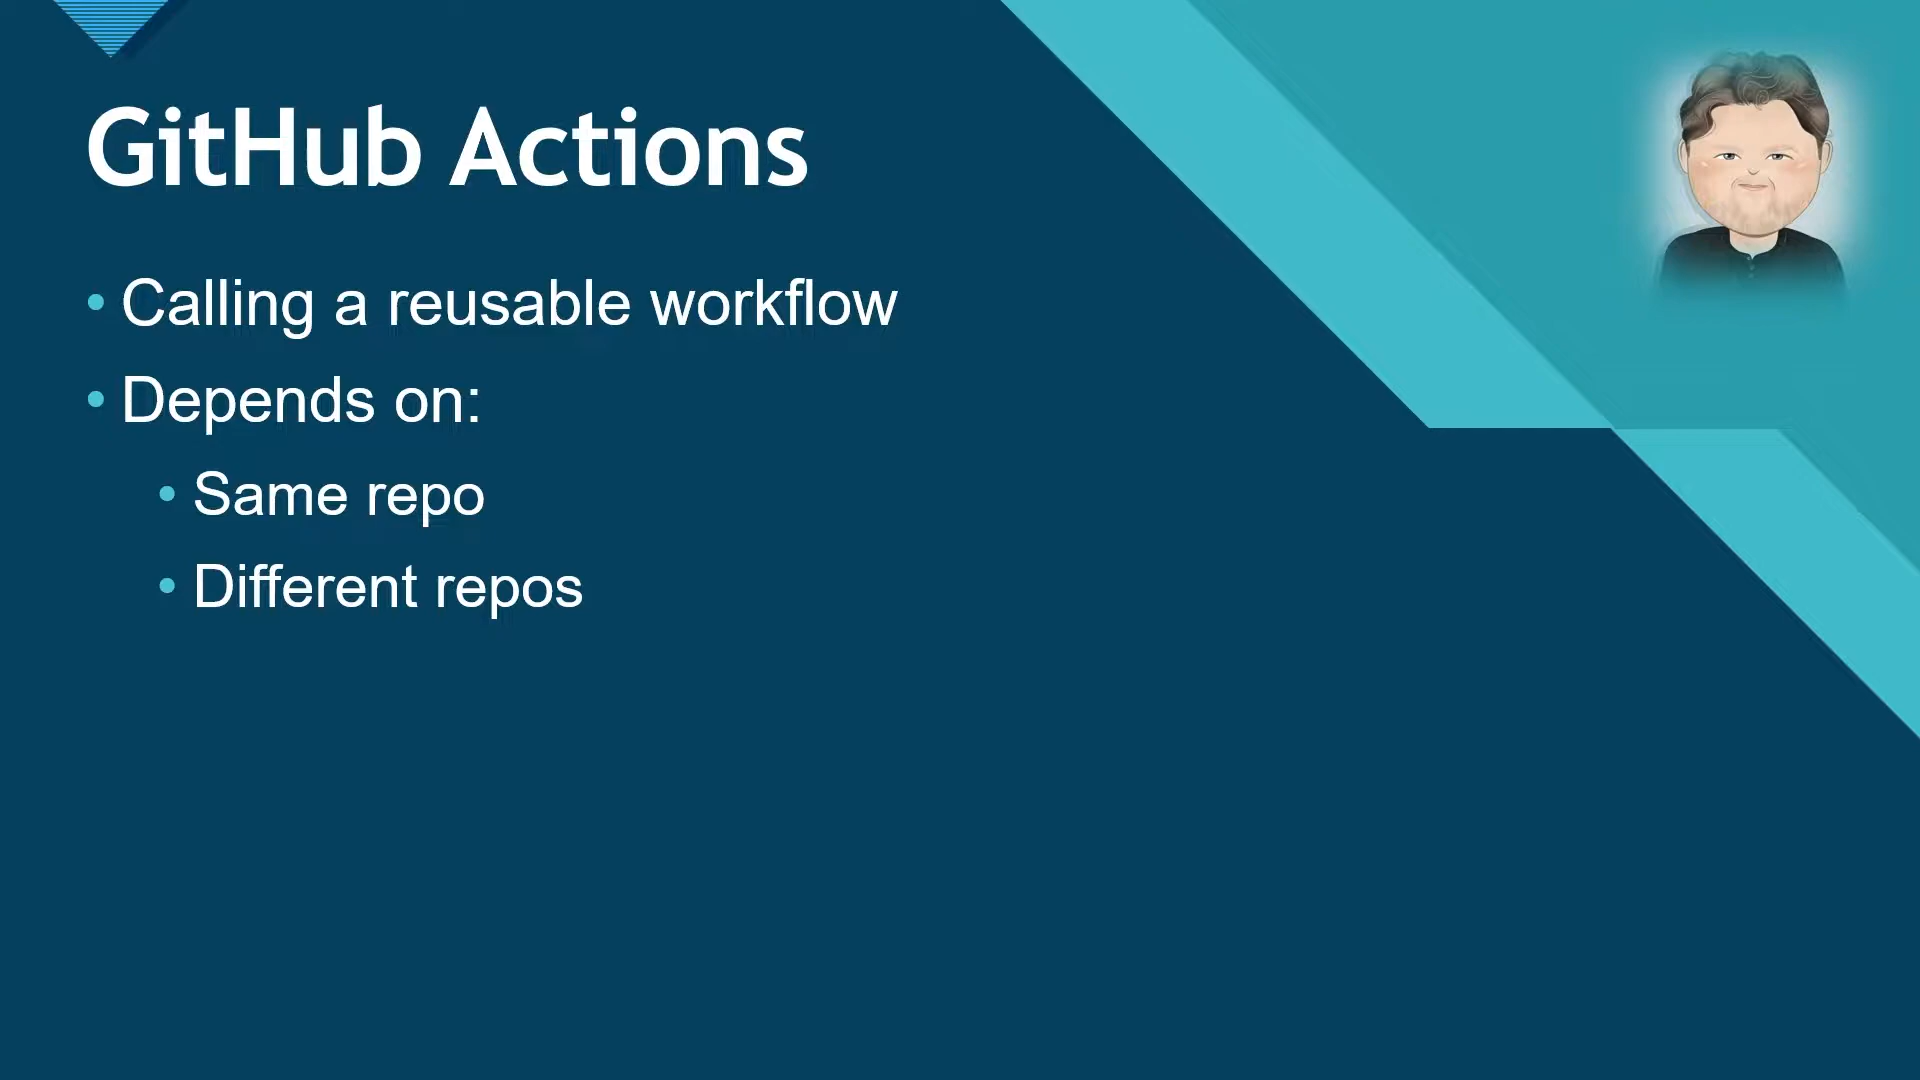 GitHub Actions
• Calling a reusable workflow
• Depends on:
• Same repo
• Different repos